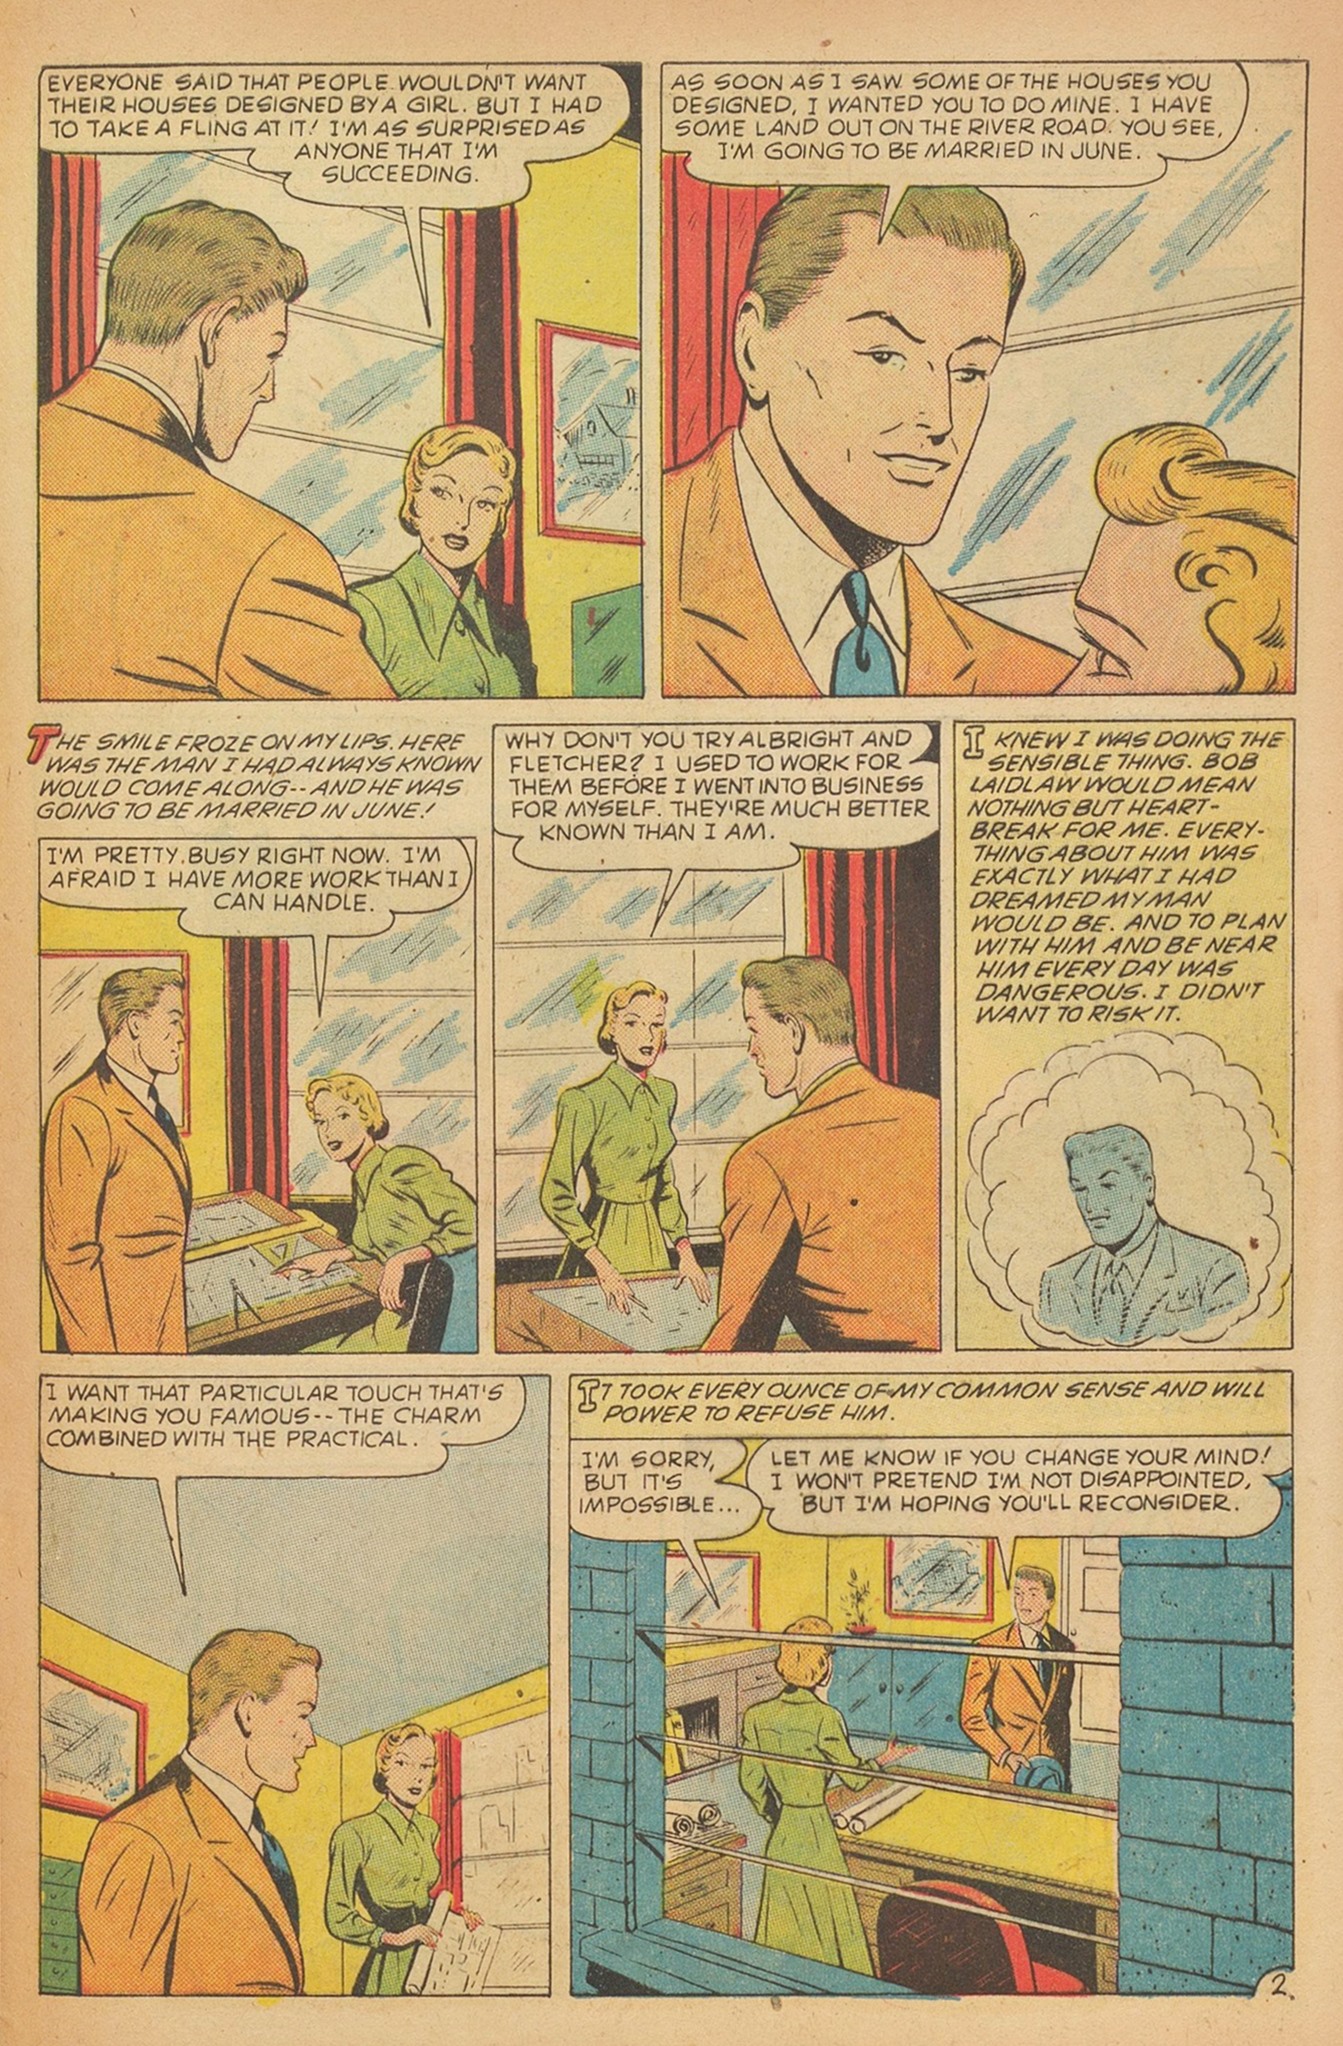 EVERYONE SAID THAT PEOPLE WOULDN'T WANT
THEIR HOUSES DESIGNED BY A GIRL. BUT I HAD
TO TAKE A FLING AT IT! I'M AS SURPRISED AS
ANYONE THAT I'M
SUCCEEDING.
AS SOON AS I SAW SOME OF THE HOUSES YOU
DESIGNED, I WANTED YOU TO DO MINE. I HAVE
SOME LAND OUT ON THE RIVER ROAD. YOU SEE,
I'M GOING TO BE MARRIED IN JUNE.
THE SMILE FROZE ON MY LIPS. HERE
WAS THE MAN I HAD ALWAYS KNOWN
WOULD COME ALONG-- AND HE WAS
GOING TO BE MARRIED IN JUNE!
I'M PRETTY BUSY RIGHT NOW. I'M
AFRAID I HAVE MORE WORK THAN I
CAN HANDLE.
WHY DON'T YOU TRY ALBRIGHT AND
FLETCHER? I USED TO WORK FOR
THEM BEFORE I WENT INTO BUSINESS
FOR MYSELF. THEY'RE MUCH BETTER
KNOWN THAN I AM.
I KNEW I WAS DOING THE
SENSIBLE THING. BOB
LAIDLAW WOULD MEAN
NOTHING BUT HEART-
BREAK FOR ME. EVERY-
THING ABOUT HIM WAS
EXACTLY WHAT I HAD
DREAMED MY MAN
WOULD BE. AND TO PLAN
WITH HIM AND BE NEAR
HIM EVERY DAY WAS
DANGEROUS. I DIDN'T
WANT TO RISK IT.
I WANT THAT PARTICULAR TOUCH THAT'S
MAKING YOU FAMOUS-- THE CHARM
COMBINED WITH THE PRACTICAL.
IT TOOK EVERY OUNCE OF MY COMMON SENSE AND WILL
POWER TO REFUSE HIM.
I'M SORRY,
BUT IT'S
IMPOSSIBLE...
LET ME KNOW IF YOU CHANGE YOUR MIND!
I WON'T PRETEND I'M NOT DISAPPOINTED,
BUT I'M HOPING YOU'LL RECONSIDER.
2.